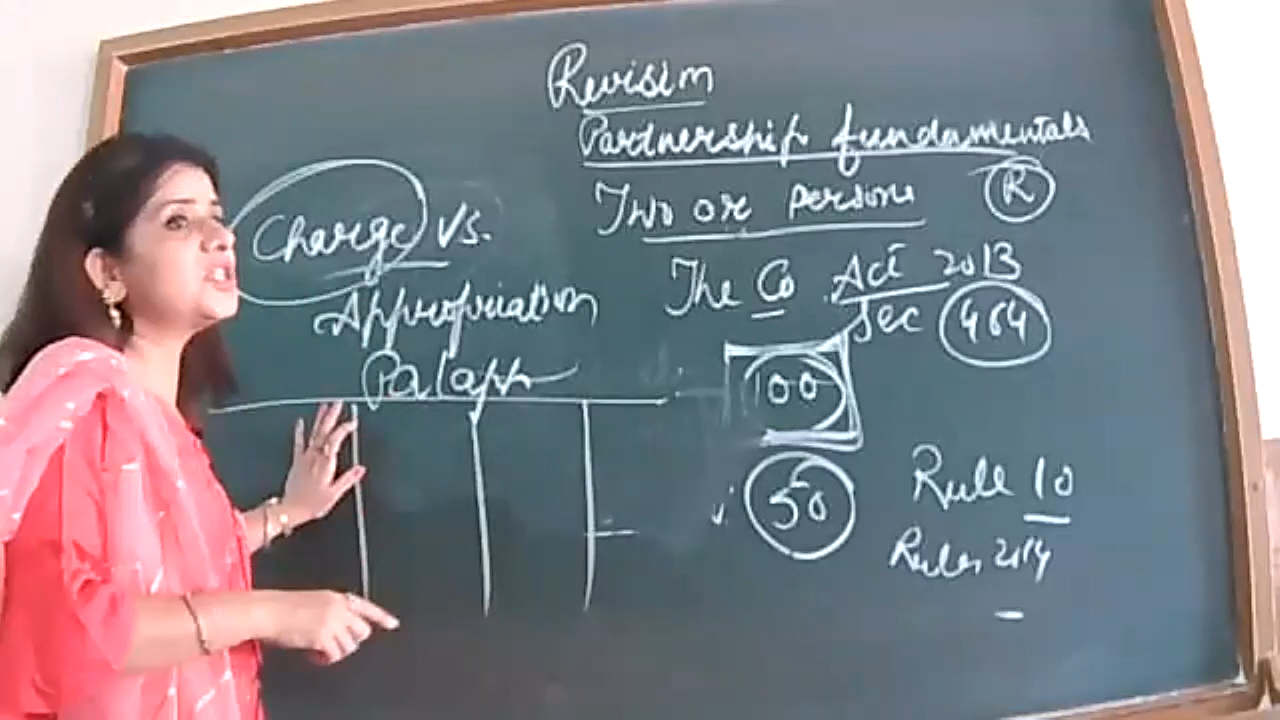 Revision
Partnership fundamentals
Two or persons R
The Co Act 2013
Sec 464
100
50
Rule 10
Rules 2014
Charge Vs.
Appropriation
P&L app